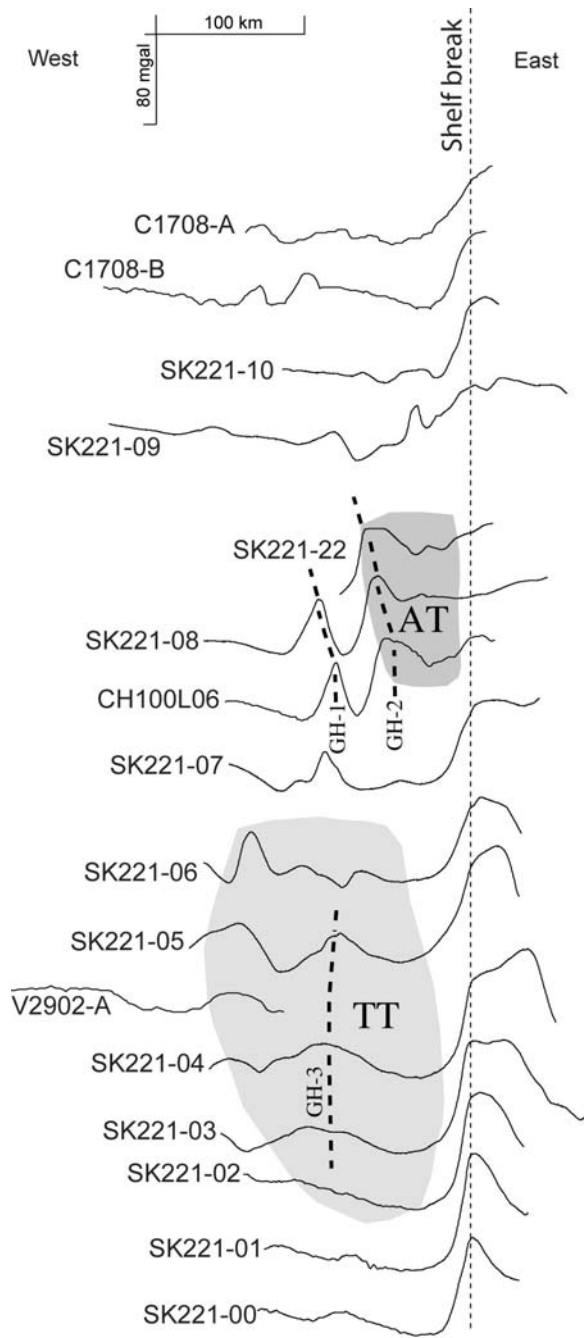 100 km
West
80 mgal
Shelf break
East
C1708-A
C1708-B
SK221-10
SK221-09
SK221-22
AT
SK221-08
CH100L06
GH-1
GH-2
SK221-07
SK221-06
SK221-05
V2902-A
TT
SK221-04
GH-3
SK221-03
SK221-02
SK221-01
SK221-00